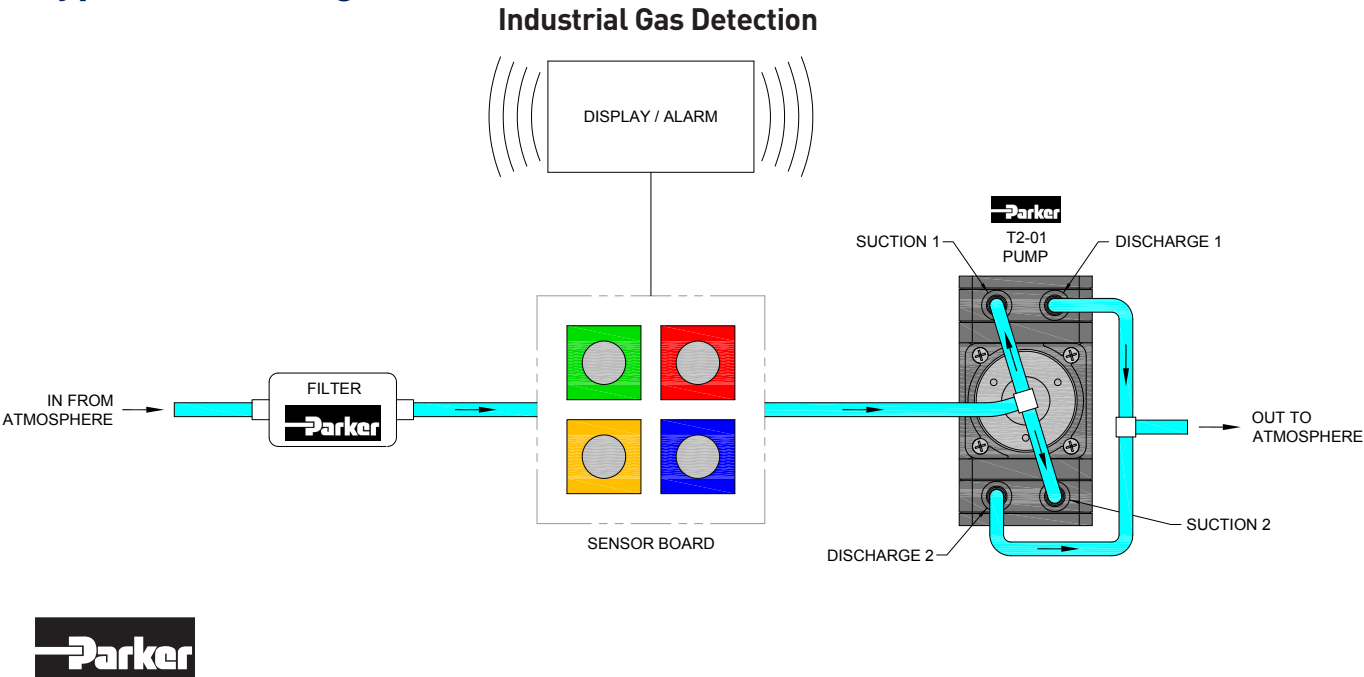 Industrial Gas Detection
DISPLAY / ALARM
Parker
T2-01
PUMP
SUCTION 1
DISCHARGE 1
IN FROM
ATMOSPHERE
FILTER
Parker
OUT TO
ATMOSPHERE
SENSOR BOARD
SUCTION 2
DISCHARGE 2
Parker